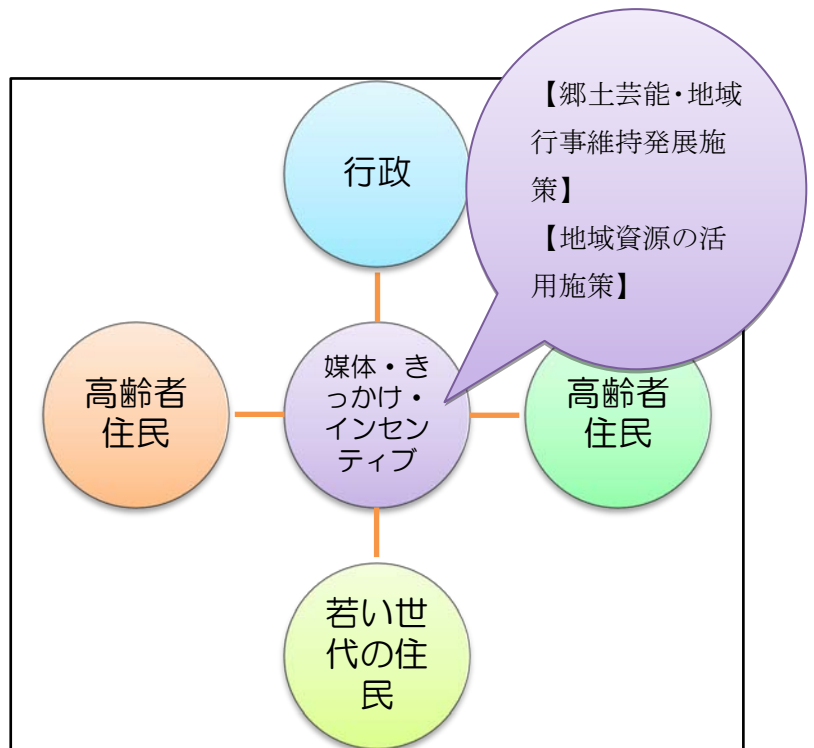 【郷土芸能・地域
行事維持発展施
策】
【地域資源の活
用施策】
行政
高齢者
住民
媒体・き
っかけ・
インセン
ティブ
高齢者
住民
若い世
代の住
民